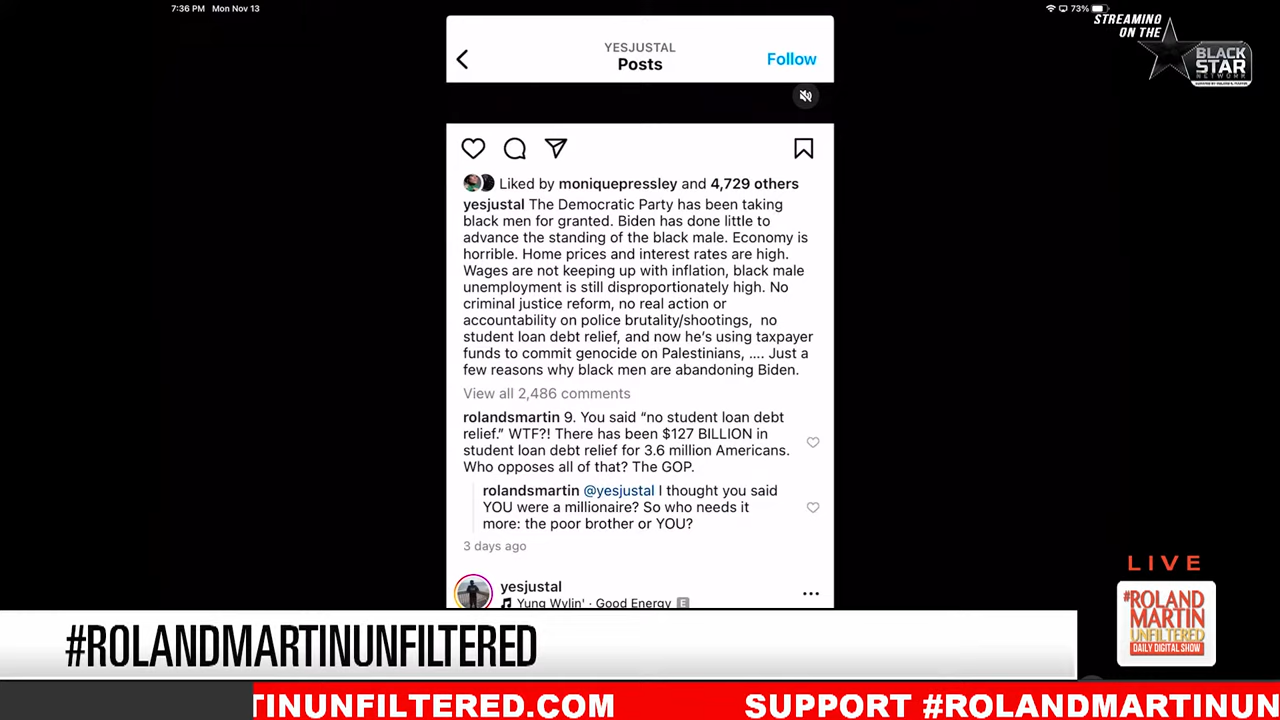 7:36 PM Mon Nov 13
73%
STREAMING
ON THE
BLACK
STAR
NETWORK
YESJUSTAL
Posts
Follow
Liked by moniquepressley and 4,729 others
yesjustal The Democratic Party has been taking
black men for granted. Biden has done little to
advance the standing of the black male. Economy is
horrible. Home prices and interest rates are high.
Wages are not keeping up with inflation, black male
unemployment is still disproportionately high. No
criminal justice reform, no real action or
accountability on police brutality/shootings, no
student loan debt relief, and now he's using taxpayer
funds to commit genocide on Palestinians, .... Just a
few reasons why black men are abandoning Biden.
View all 2,486 comments
rolandsmartin 9. You said “no student loan debt
relief.” WTF?! There has been $127 BILLION in
student loan debt relief for 3.6 million Americans.
Who opposes all of that? The GOP.
rolandsmartin @yesjustal I thought you said
YOU were a millionaire? So who needs it
more: the poor brother or YOU?
3 days ago
yesjustal
Yung Wylin' · Good Energy E
LIVE
#ROLAND
MARTIN
UNFILTERED
DAILY DIGITAL SHOW
#ROLANDMARTINUNFILTERED
TINUNFILTERED.COM SUPPORT #ROLANDMARTINUN